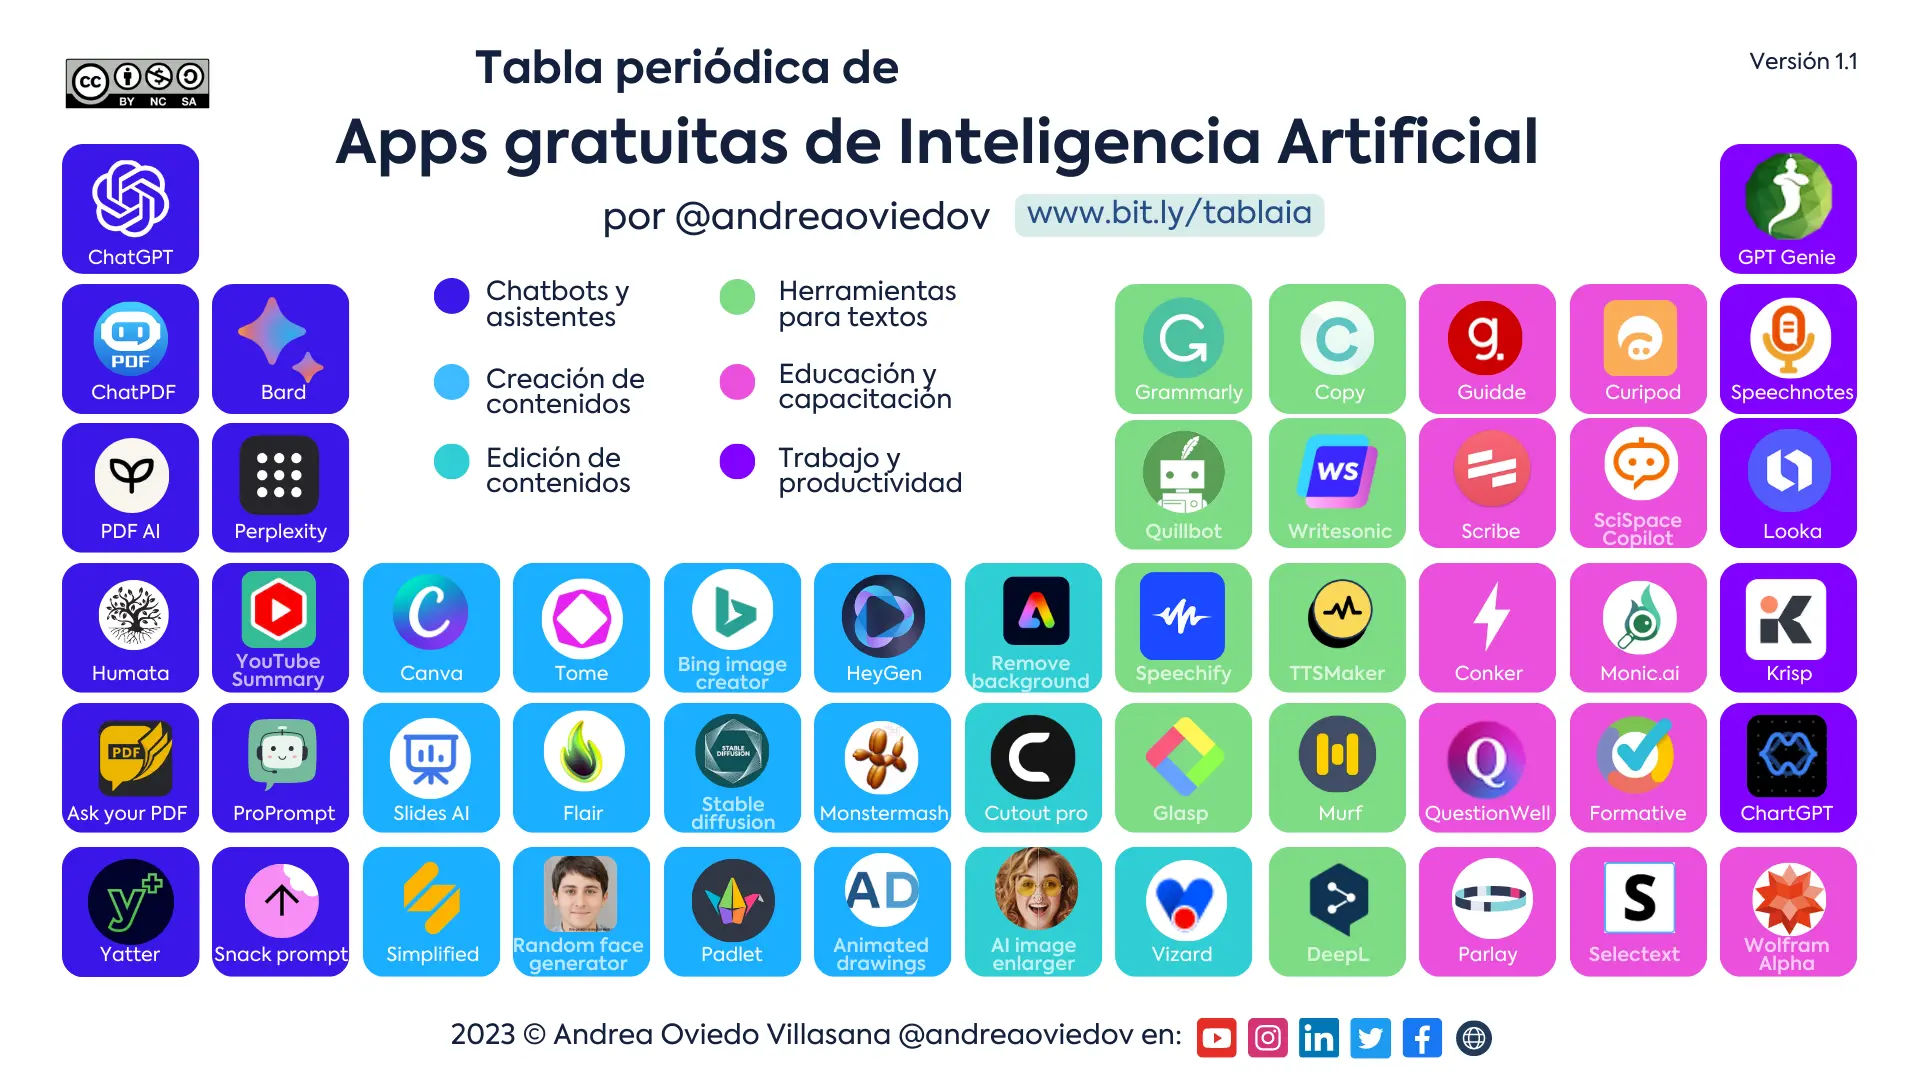 cc
BY NC SA
Tabla periódica de
Apps gratuitas de Inteligencia Artificial
por @andreaoviedov www.bit.ly/tablaia
Versión 1.1
Chatbots y
asistentes
Creación de
contenidos
Edición de
contenidos
Herramientas
para textos
Educación y
capacitación
Trabajo y
productividad
ChatGPT
GPT Genie
PDF
ChatPDF
Bard
G
Grammarly
C
Copy
g.
Guidde
Curipod
Speechnotes
PDF AI
Perplexity
Quillbot
WS
Writesonic
Scribe
SciSpace
Copilot
Looka
Humata
YouTube
Summary
C
Canva
Tome
b
Bing image
creator
HeyGen
A
Remove
background
Speechify
TTSMaker
Conker
Monic.ai
K
Krisp
PDF
Ask your PDF
ProPrompt
Slides AI
Flair
STABLE
DIFFUSION
Stable
diffusion
Monstermash
C
Cutout pro
Glasp
Murf
Q
QuestionWell
Formative
ChartGPT
y+
Yatter
Snack prompt
Simplified
Random face
generator
Padlet
AD
Animated
drawings
AI image
enlarger
Vizard
DeepL
Parlay
S
Selectext
Wolfram
Alpha
2023 © Andrea Oviedo Villasana @andreaoviedov en:
in
f